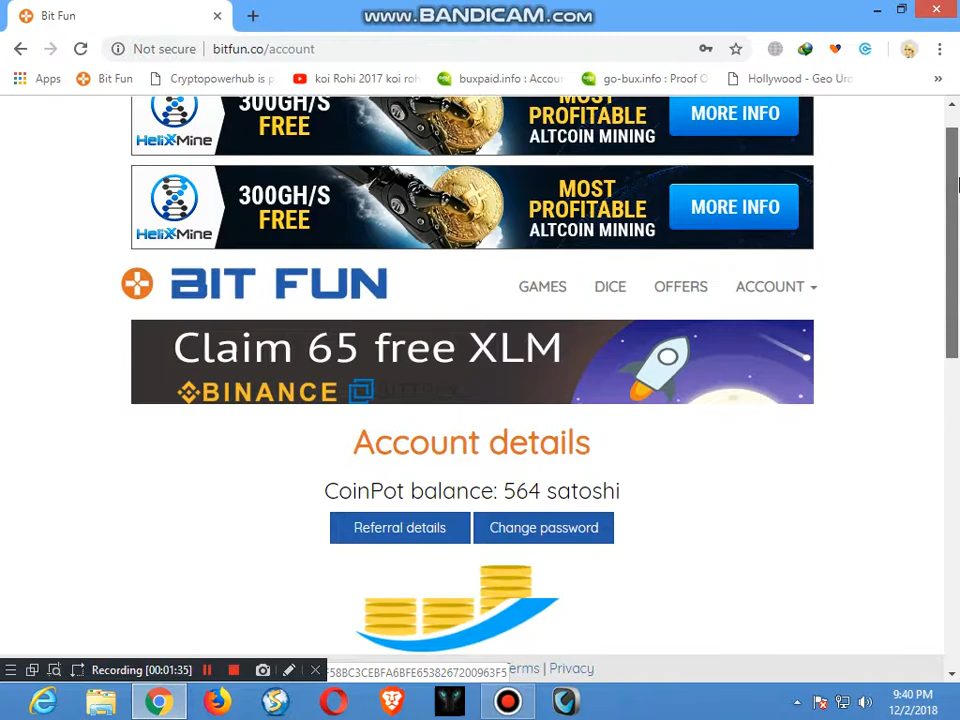 Bit Fun
www.BANDICAM.com
Not secure | bitfun.co/account
Apps
Bit Fun
Cryptopowerhub is p
koi Rohi 2017 koi roh
buxpaid.info : Accou
go-bux.info : Proof O
Hollywood - Geo Urd
»
300GH/S
FREE
MOST
PROFITABLE
ALTCOIN MINING
MORE INFO
HeliXMine
300GH/S
FREE
MOST
PROFITABLE
ALTCOIN MINING
MORE INFO
HeliXMine
BIT FUN
GAMES
DICE
OFFERS
ACCOUNT
Claim 65 free XLM
BINANCE
Account details
CoinPot balance: 564 satoshi
Referral details
Change password
Terms | Privacy
Recording [00:01:35]
F5BBC3CEBFA6BFE6538267200963F5
9:40 PM
12/2/2018